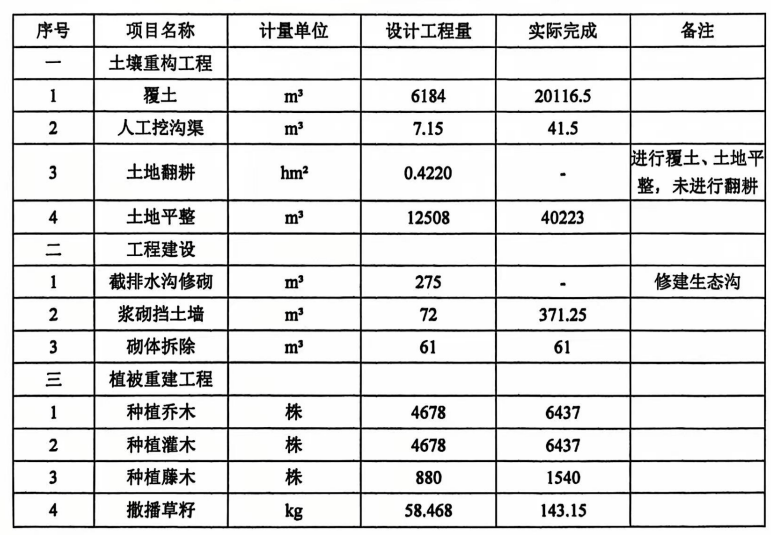 序号 项目名称 计量单位 设计工程量 实际完成 备注
一 土壤重构工程
1 覆土 m³ 6184 20116.5
2 人工挖沟渠 m³ 7.15 41.5
3 土地翻耕 hm² 0.4220 - 进行覆土、土地平
整，未进行翻耕
4 土地平整 m³ 12508 40223
二 工程建设
1 截排水沟修砌 m³ 275 - 修建生态沟
2 浆砌挡土墙 m³ 72 371.25
3 砌体拆除 m³ 61 61
三 植被重建工程
1 种植乔木 株 4678 6437
2 种植灌木 株 4678 6437
3 种植藤木 株 880 1540
4 撒播草籽 kg 58.468 143.15